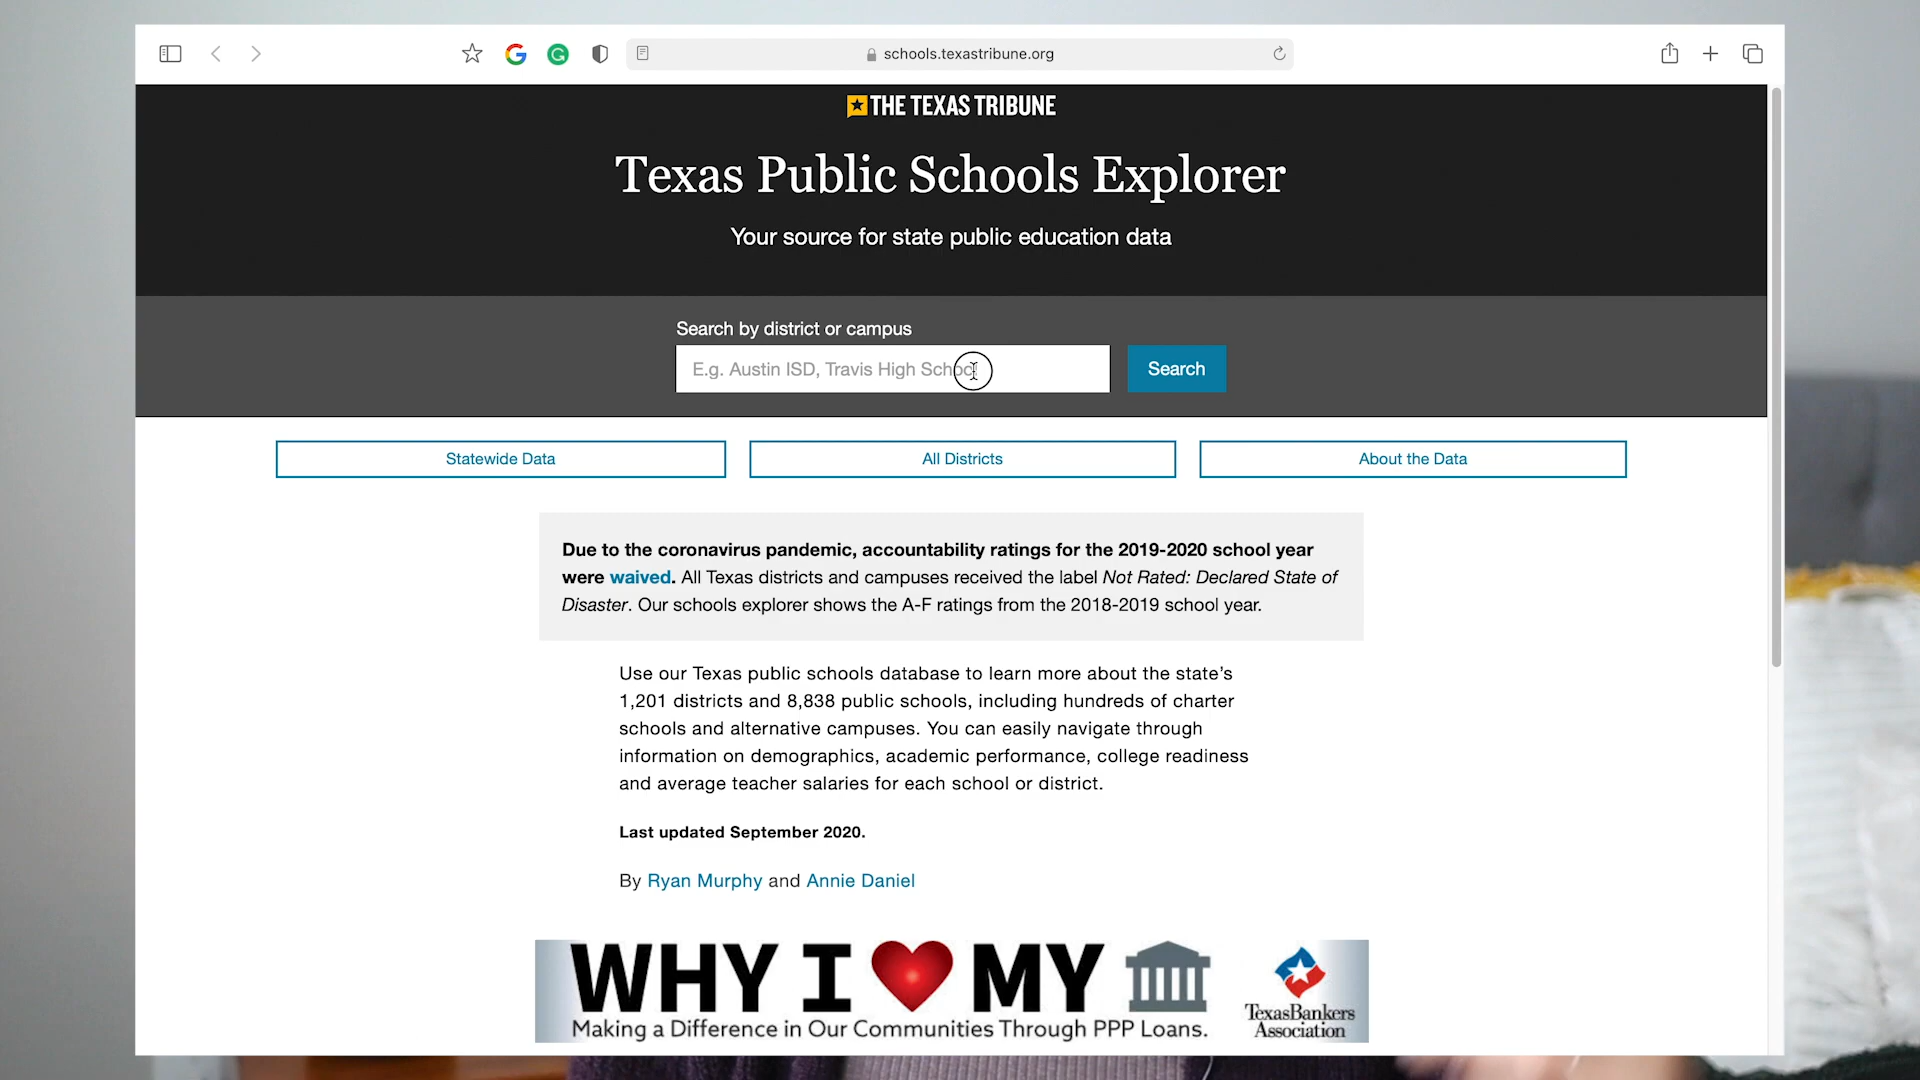 schools.texastribune.org
THE TEXAS TRIBUNE
Texas Public Schools Explorer
Your source for state public education data
Search by district or campus
E.g. Austin ISD, Travis High School
Search
Statewide Data
All Districts
About the Data
Due to the coronavirus pandemic, accountability ratings for the 2019-2020 school year
were waived. All Texas districts and campuses received the label Not Rated: Declared State of
Disaster. Our schools explorer shows the A-F ratings from the 2018-2019 school year.
Use our Texas public schools database to learn more about the state’s
1,201 districts and 8,838 public schools, including hundreds of charter
schools and alternative campuses. You can easily navigate through
information on demographics, academic performance, college readiness
and average teacher salaries for each school or district.
Last updated September 2020.
By Ryan Murphy and Annie Daniel
WHY I MY
Making a Difference in Our Communities Through PPP Loans.
TexasBankers
Association